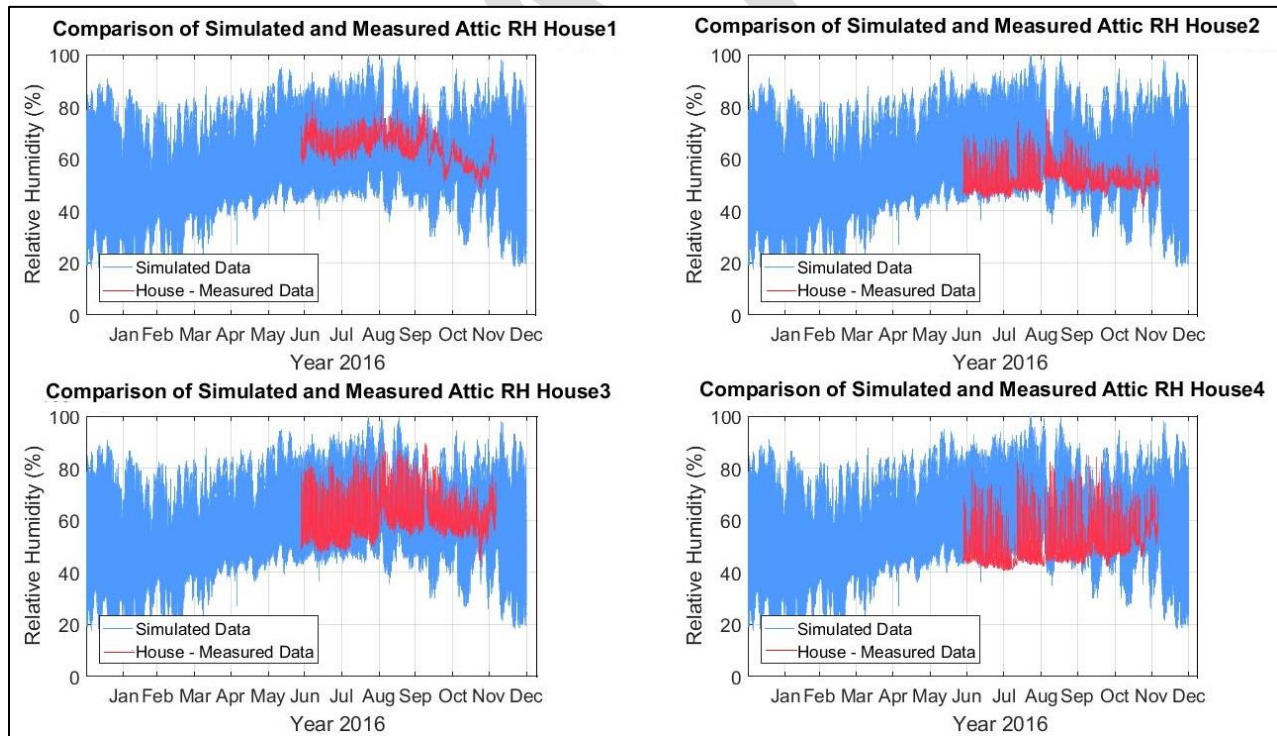 Comparison of Simulated and Measured Attic RH House1
100
80
60
40
20
0
Relative Humidity (%)
Simulated Data
House - Measured Data
Jan Feb Mar Apr May Jun Jul Aug Sep Oct Nov Dec
Year 2016
Comparison of Simulated and Measured Attic RH House2
100
80
60
40
20
0
Relative Humidity (%)
Simulated Data
House - Measured Data
Jan Feb Mar Apr May Jun Jul Aug Sep Oct Nov Dec
Year 2016
Comparison of Simulated and Measured Attic RH House3
100
80
60
40
20
0
Relative Humidity (%)
Simulated Data
House - Measured Data
Jan Feb Mar Apr May Jun Jul Aug Sep Oct Nov Dec
Year 2016
Comparison of Simulated and Measured Attic RH House4
100
80
60
40
20
0
Relative Humidity (%)
Simulated Data
House - Measured Data
Jan Feb Mar Apr May Jun Jul Aug Sep Oct Nov Dec
Year 2016